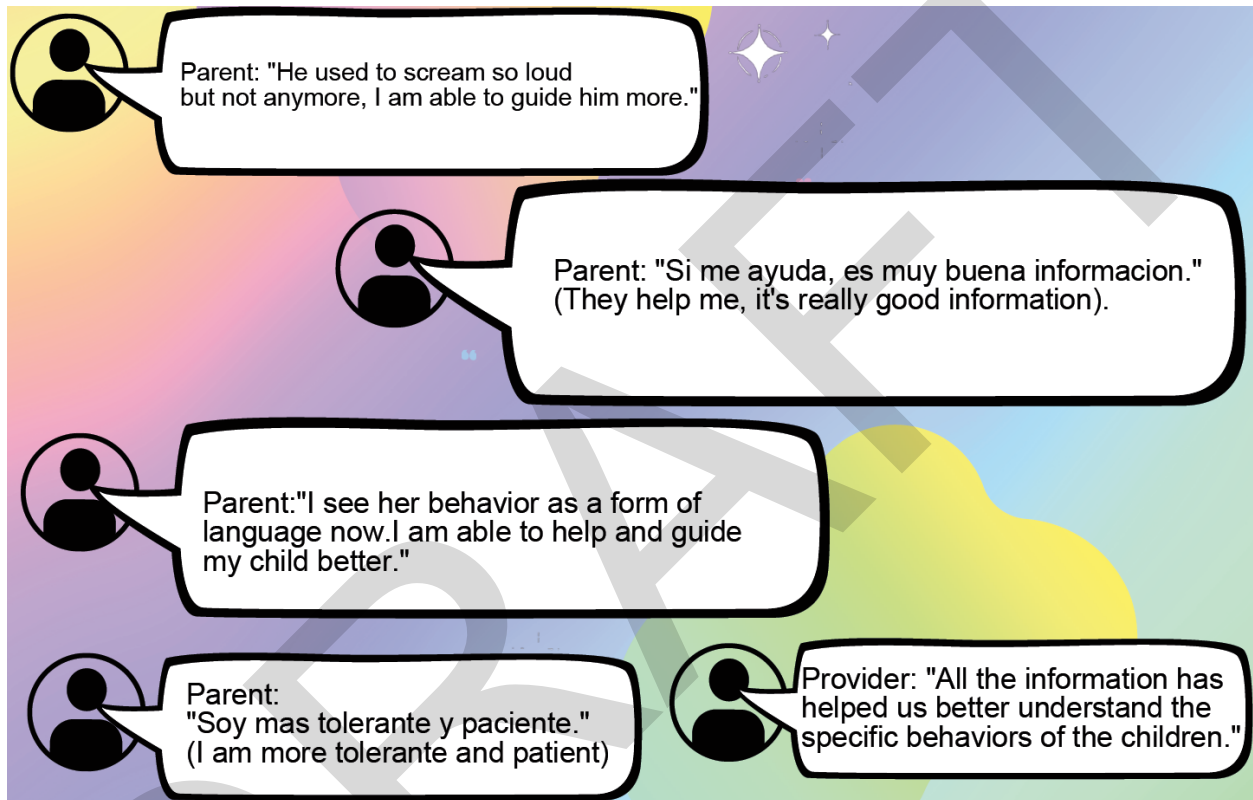 Parent: "He used to scream so loud
but not anymore, I am able to guide him more."
Parent: "Si me ayuda, es muy buena informacion."
(They help me, it's really good information).
Parent:"I see her behavior as a form of
language now.I am able to help and guide
my child better."
Parent:
"Soy mas tolerante y paciente."
(I am more tolerante and patient)
Provider: "All the information has
helped us better understand the
specific behaviors of the children."
DRAFT